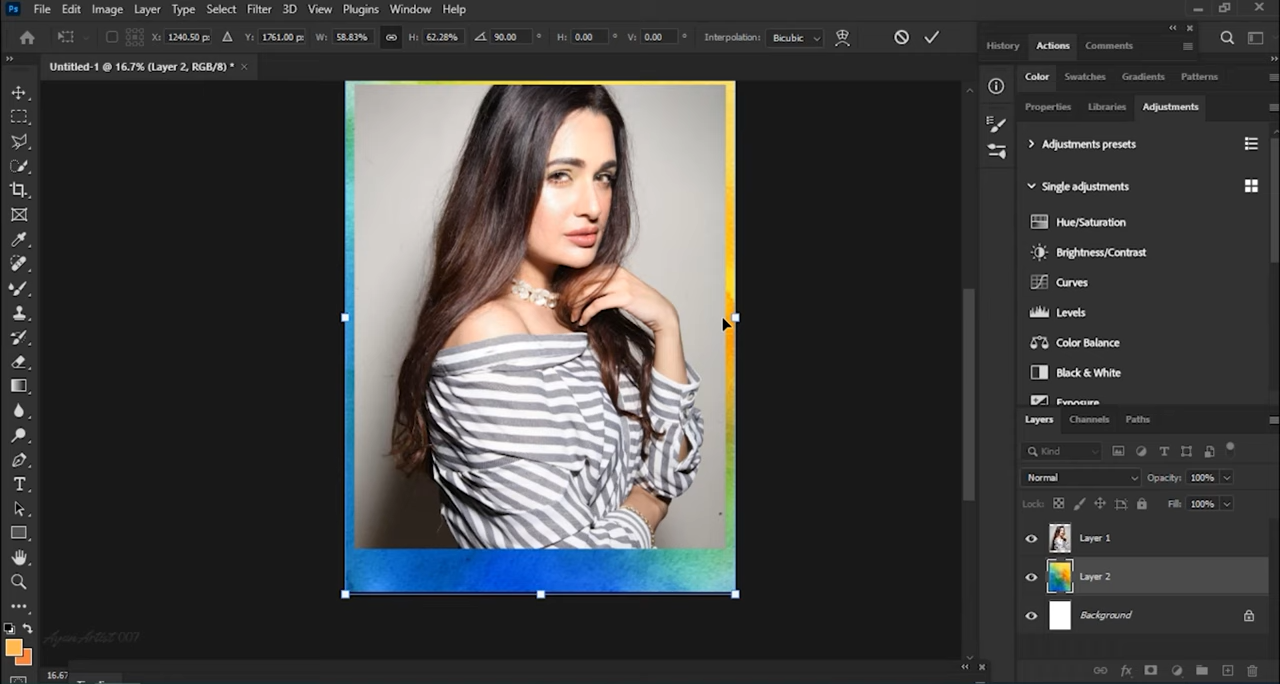 Ps File Edit Image Layer Type Select Filter 3D View Plugins Window Help
X: 1240.50 p: Y: 1761.00 p: W: 58.83% H: 62.28% 90.00 ° H: 0.00 ° V: 0.00 ° Interpolation: Bicubic
History Actions Comments
Untitled-1 @ 16.7% (Layer 2, RGB/8) * ×
Color Swatches Gradients Patterns
Properties Libraries Adjustments
Adjustments presets
Single adjustments
Hue/Saturation
Brightness/Contrast
Curves
Levels
Color Balance
Black & White
Exposure
Layers Channels Paths
Kind
Normal Opacity: 100%
Lock: Fill: 100%
Layer 1
Layer 2
Background
Ayan Artist 007
16.67